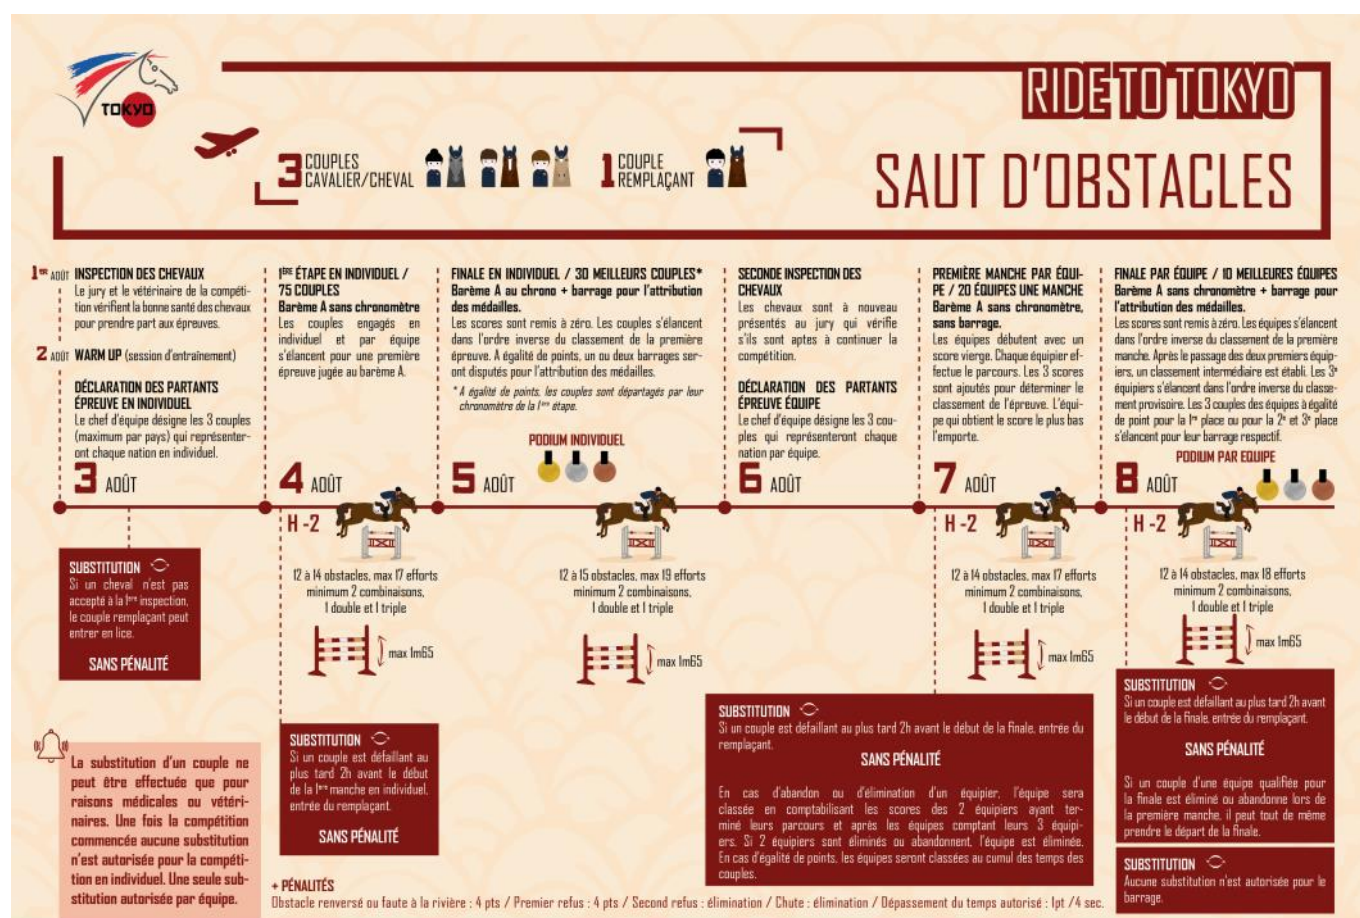 TOKYO
RIDE TO TOKYO
3 COUPLES
CAVALIER/CHEVAL
1 COUPLE
REMPLAÇANT
SAUT D'OBSTACLES
1ER AOÛT INSPECTION DES CHEVAUX
Le jury et le vétérinaire de la compéti-
tion vérifient la bonne santé des chevaux
pour prendre part aux épreuves.
2 AOÛT WARM UP (session d'entraînement)
DÉCLARATION DES PARTANTS
ÉPREUVE EN INDIVIDUEL
Le chef d'équipe désigne les 3 couples
(maximum par pays) qui représenter-
ont chaque nation en individuel.
3 AOÛT
1ÈRE ÉTAPE EN INDIVIDUEL /
75 COUPLES
Barème A sans chronomètre
Les couples engagés en
individuel et par équipe
s'élancent pour une première
épreuve jugée au barème A.
4 AOÛT
FINALE EN INDIVIDUEL / 30 MEILLEURS COUPLES*
Barème A au chrono + barrage pour l'attribution
des médailles.
Les scores sont remis à zéro. Les couples s'élancent
dans l'ordre inverse du classement de la première
épreuve. A égalité de points, un ou deux barrages ser-
ont disputés pour l'attribution des médailles.
* A égalité de points, les couples sont départagés par leur
chronomètre de la 1ère étape.
PODIUM INDIVIDUEL
5 AOÛT
SECONDE INSPECTION DES
CHEVAUX
Les chevaux sont à nouveau
présentés au jury qui vérifie
s'ils sont aptes à continuer la
compétition.
DÉCLARATION DES PARTANTS
ÉPREUVE ÉQUIPE
Le chef d'équipe désigne les 3 cou-
ples qui représenteront chaque
nation par équipe.
6 AOÛT
PREMIÈRE MANCHE PAR ÉQUI-
PE / 20 ÉQUIPES UNE MANCHE
Barème A sans chronomètre,
sans barrage.
Les équipes débutent avec un
score vierge. Chaque équipier ef-
fectue le parcours. Les 3 scores
sont ajoutés pour déterminer le
classement de l'épreuve. L'équi-
pe qui obtient le score le plus bas
l'emporte.
7 AOÛT
FINALE PAR ÉQUIPE / 10 MEILLEURES ÉQUIPES
Barème A sans chronomètre + barrage pour
l'attribution des médailles.
Les scores sont remis à zéro. Les équipes s'élancent
dans l'ordre inverse du classement de la première
manche. Après le passage des deux premiers équip-
iers, un classement intermédiaire est établi. Les 3e
équipiers s'élancent dans l'ordre inverse du classe-
ment provisoire. Les 3 couples des équipes à égalité
de point pour la 1re place ou pour la 2e et 3e place
s'élancent pour leur barrage respectif.
PODIUM PAR EQUIPE
8 AOÛT
SUBSTITUTION
Si un cheval n'est pas
accepté à la 1ère inspection,
le couple remplaçant peut
entrer en lice.
SANS PÉNALITÉ
H -2
12 à 14 obstacles, max 17 efforts
minimum 2 combinaisons,
1 double et 1 triple
max 1m65
SUBSTITUTION
Si un couple est défaillant au
plus tard 2h avant le début
de la 1ère manche en individuel,
entrée du remplaçant.
SANS PÉNALITÉ
12 à 15 obstacles, max 19 efforts
minimum 2 combinaisons,
1 double et 1 triple
max 1m65
H -2
12 à 14 obstacles, max 17 efforts
minimum 2 combinaisons,
1 double et 1 triple
max 1m65
SUBSTITUTION
Si un couple est défaillant au plus tard 2h avant le début de la finale, entrée du
remplaçant.
SANS PÉNALITÉ
En cas d'abandon ou d'élimination d'un équipier, l'équipe sera
classée en comptabilisant les scores des 2 équipiers ayant ter-
miné leurs parcours et après les équipes comptant leurs 3 équipi-
ers. Si 2 équipiers sont éliminés ou abandonnent, l'équipe est éliminée.
En cas d'égalité de points, les équipes seront classées au cumul des temps des
couples.
H -2
12 à 14 obstacles, max 18 efforts
minimum 2 combinaisons,
1 double et 1 triple
max 1m65
SUBSTITUTION
Si un couple est défaillant au plus tard 2h avant
le début de la finale, entrée du remplaçant.
SANS PÉNALITÉ
Si un couple d'une équipe qualifiée pour
la finale est éliminé ou abandonne lors de
la première manche, il peut tout de même
prendre le départ de la finale.
SUBSTITUTION
Aucune substitution n'est autorisée pour le
barrage.
La substitution d'un couple ne
peut être effectuée que pour
raisons médicales ou vétéri-
naires. Une fois la compétition
commencée aucune substitution
n'est autorisée pour la compéti-
tion en individuel. Une seule sub-
stitution autorisée par équipe.
+ PÉNALITÉS
Obstacle renversé ou faute à la rivière : 4 pts / Premier refus : 4 pts / Second refus : élimination / Chute : élimination / Dépassement du temps autorisé : 1pt /4 sec.